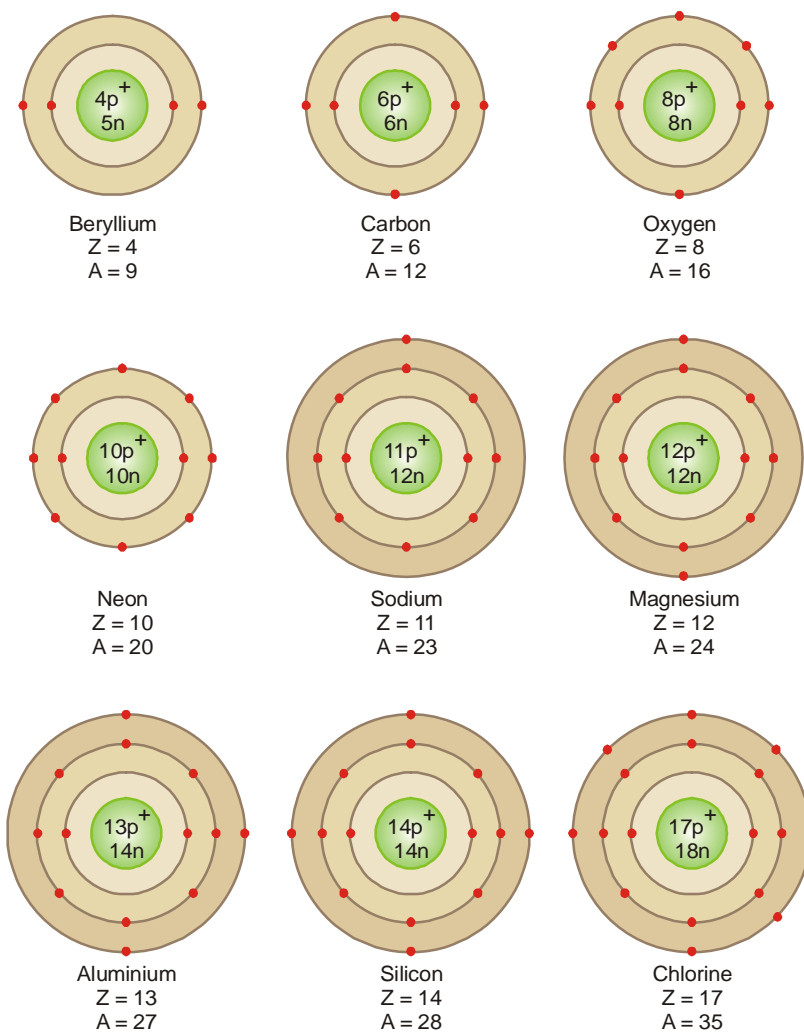 4p+
5n
Beryllium
Z = 4
A = 9
6p+
6n
Carbon
Z = 6
A = 12
8p+
8n
Oxygen
Z = 8
A = 16
10p+
10n
Neon
Z = 10
A = 20
11p+
12n
Sodium
Z = 11
A = 23
12p+
12n
Magnesium
Z = 12
A = 24
13p+
14n
Aluminium
Z = 13
A = 27
14p+
14n
Silicon
Z = 14
A = 28
17p+
18n
Chlorine
Z = 17
A = 35